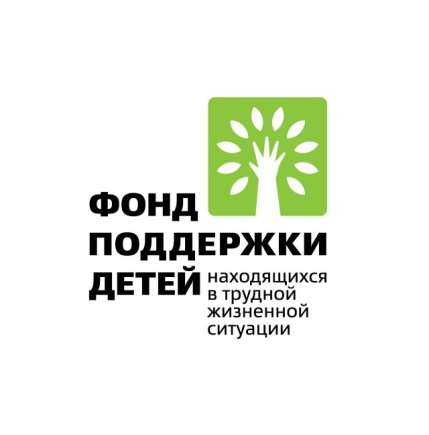 ФОНД
ПОДДЕРЖКИ
ДЕТЕЙ
находящихся
в трудной
жизненной
ситуации